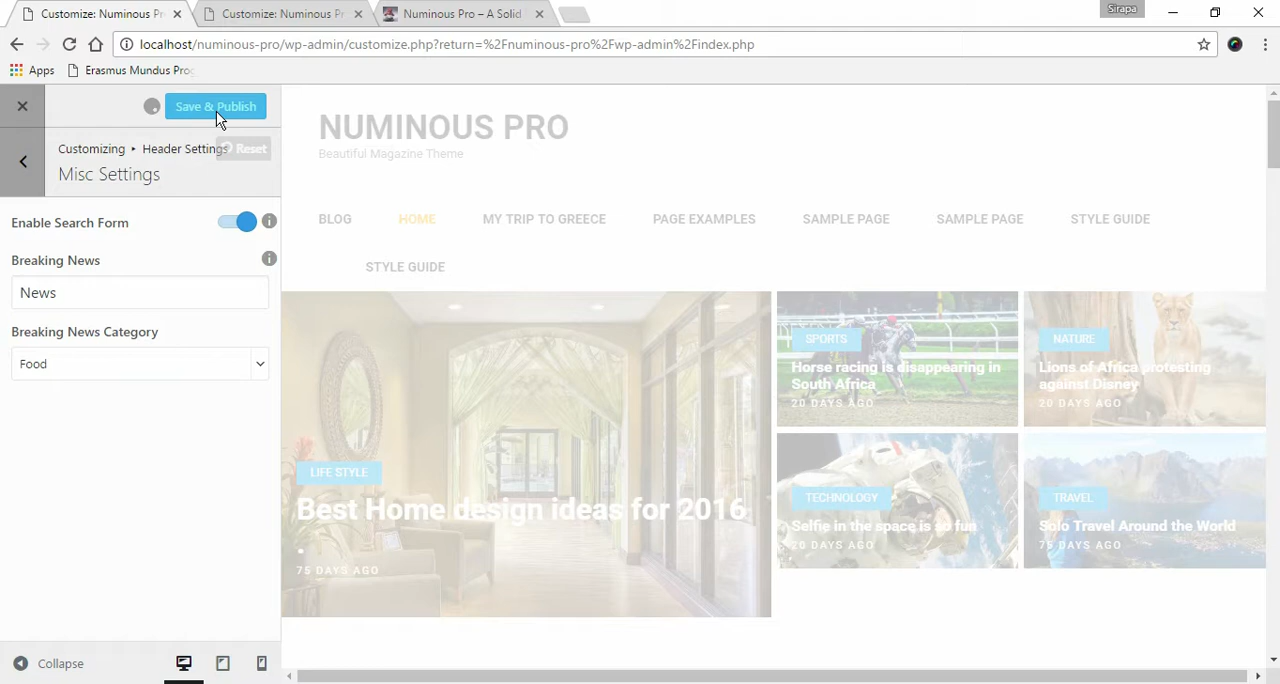 Customize: Numinous Pr
Customize: Numinous Pr
Numinous Pro – A Solid
Sirapa
localhost/numinous-pro/wp-admin/customize.php?return=%2Fnuminous-pro%2Fwp-admin%2Findex.php
Apps
Erasmus Mundus Prog
Save & Publish
Customizing ▸ Header Settings
Reset
Misc Settings
Enable Search Form
Breaking News
News
Breaking News Category
Food
Collapse
NUMINOUS PRO
Beautiful Magazine Theme
BLOG HOME MY TRIP TO GREECE PAGE EXAMPLES SAMPLE PAGE SAMPLE PAGE STYLE GUIDE
STYLE GUIDE
LIFE STYLE
Best Home design ideas for 2016
.
75 DAYS AGO
SPORTS
Horse racing is disappearing in
South Africa
20 DAYS AGO
NATURE
Lions of Africa protesting
against Disney
20 DAYS AGO
TECHNOLOGY
Selfie in the space is so fun
20 DAYS AGO
TRAVEL
Solo Travel Around the World
75 DAYS AGO